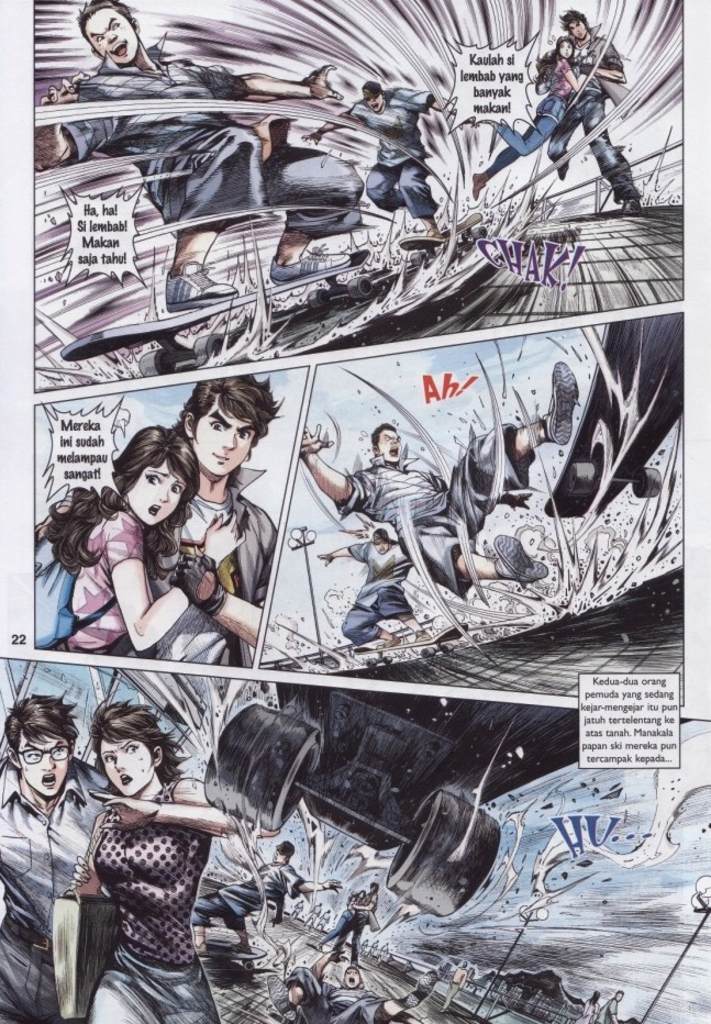 Kaulah si
lembab yang
banyak
makan!
Ha, ha!
Si lembab!
Makan
saja tahu!
CHAK!
Mereka
ini sudah
melampau
sangat!
Ah!
22
Kedua-dua orang
pemuda yang sedang
kejar-mengejar itu pun
jatuh tertelentang ke
atas tanah. Manakala
papan ski mereka pun
tercampak kepada...
HU...